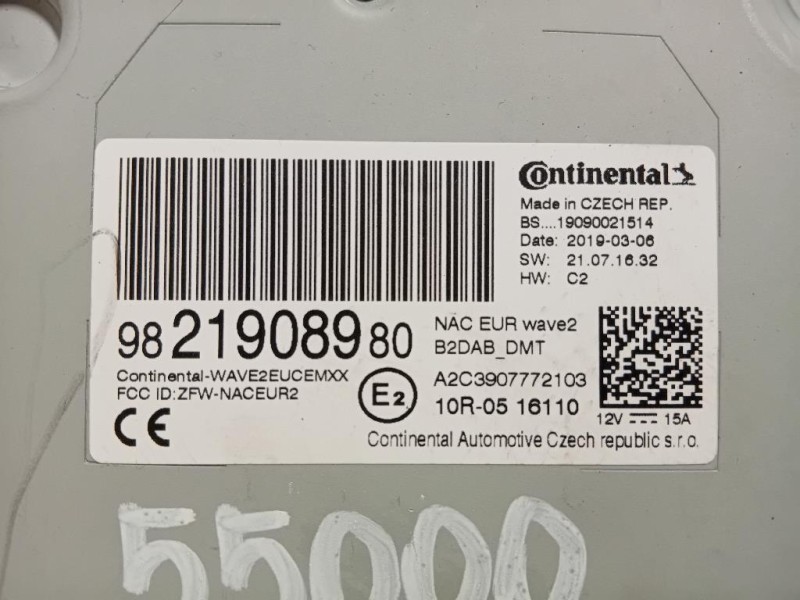 Continental
Made in CZECH REP.
BS....19090021514
Date: 2019-03-06
SW: 21.07.16.32
HW: C2
98 219089 80
NAC EUR wave2
B2DAB_DMT
Continental-WAVE2EUCEMXX
FCC ID:ZFW-NACEUR2
E2
A2C3907772103
10R-05 16110
12V 15A
CE
Continental Automotive Czech republic s.r.o.
55000